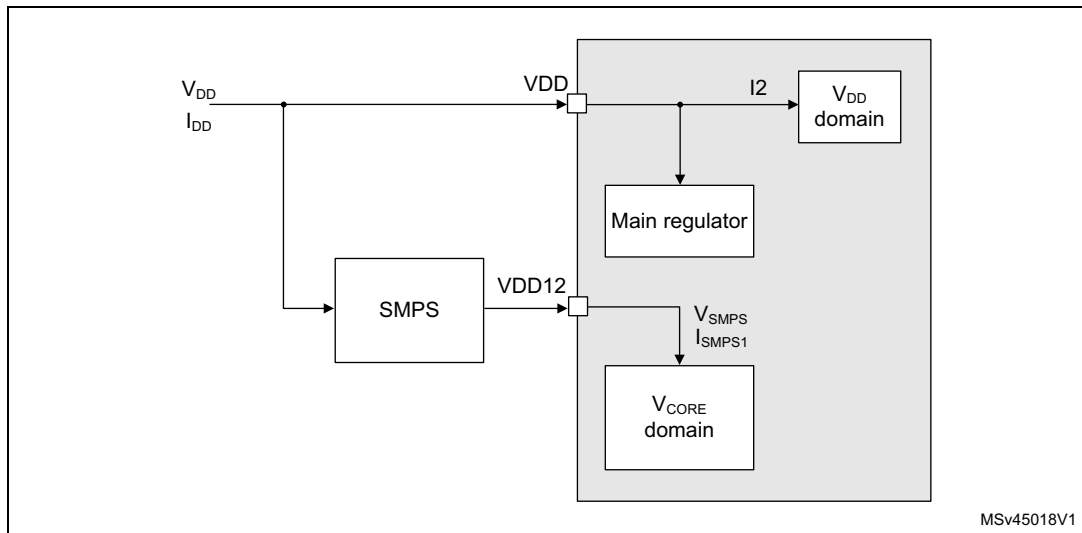 VDD
IDD
VDD
I2
VDD
domain
Main regulator
SMPS
VDD12
VSMPS
ISMPS1
VCORE
domain
MSv45018V1